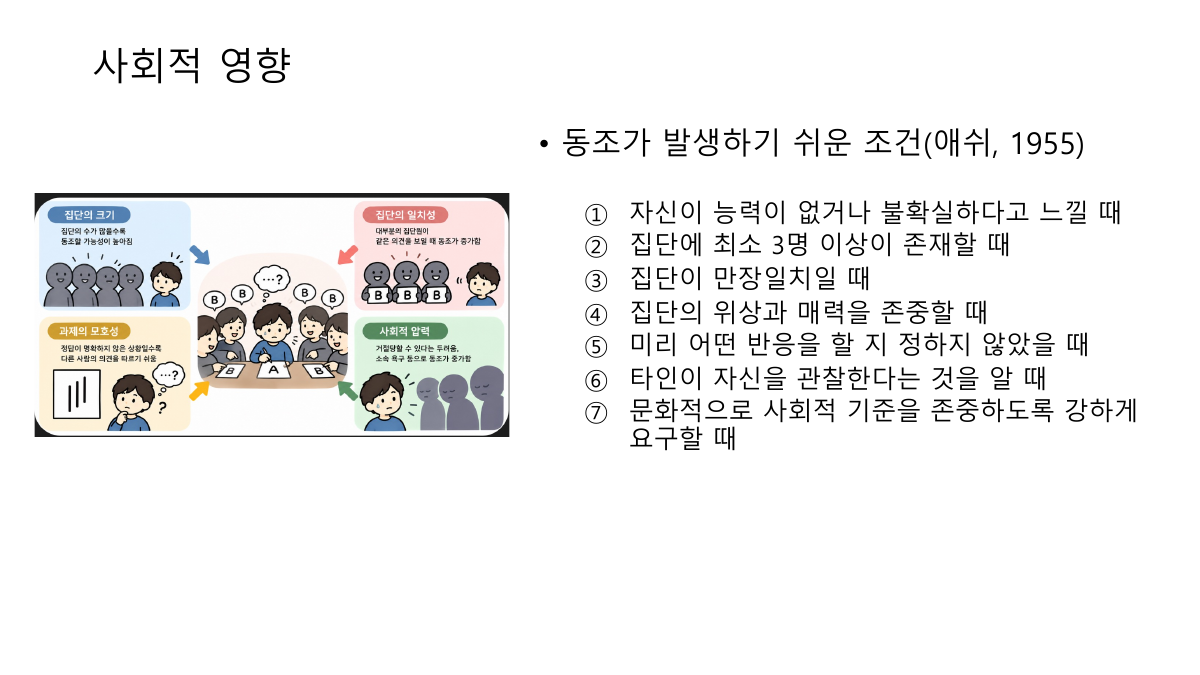 사회적 영향
• 동조가 발생하기 쉬운 조건(애쉬, 1955)
① 자신이 능력이 없거나 불확실하다고 느낄 때
② 집단에 최소 3명 이상이 존재할 때
③ 집단이 만장일치일 때
④ 집단의 위상과 매력을 존중할 때
⑤ 미리 어떤 반응을 할 지 정하지 않았을 때
⑥ 타인이 자신을 관찰한다는 것을 알 때
⑦ 문화적으로 사회적 기준을 존중하도록 강하게
요구할 때
집단의 크기
집단의 수가 많을수록
동조할 가능성이 높아짐
집단의 일치성
대부분의 집단원이
같은 의견을 보일 때 동조가 증가함
...?
B
B
B
B
B
A
B
B
B
B
과제의 모호성
정답이 명확하지 않은 상황일수록
다른 사람의 의견을 따르기 쉬움
...?
?
사회적 압력
거절당할 수 있다는 두려움,
소속 욕구 등으로 동조가 증가함